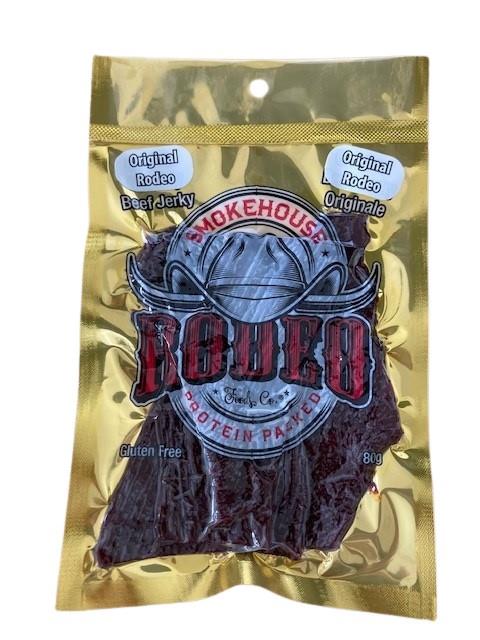 Original
Rodeo
Beef Jerky
Original
Rodeo
Originale
SMOKEHOUSE
RODEO
Foods Co.
PROTEIN PACKED
Gluten Free
80g